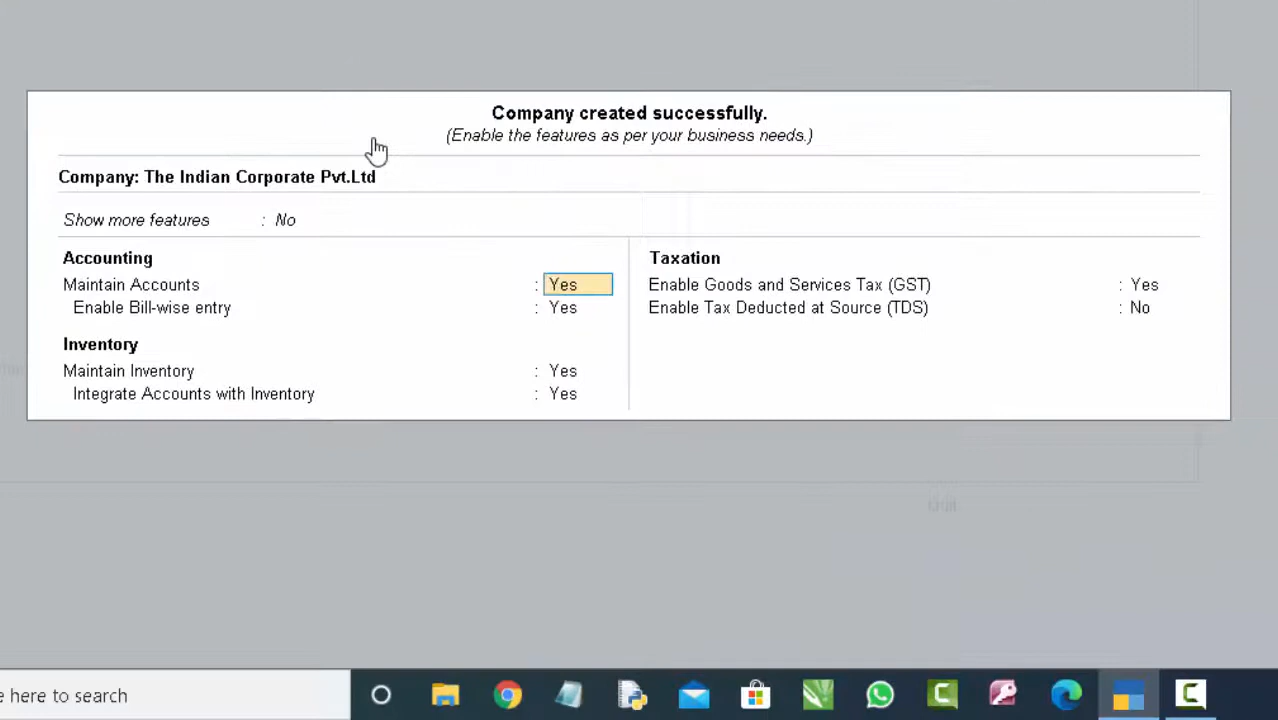 Company created successfully.
(Enable the features as per your business needs.)
Company: The Indian Corporate Pvt.Ltd
Show more features : No
Accounting
Maintain Accounts : Yes
Enable Bill-wise entry : Yes
Inventory
Maintain Inventory : Yes
Integrate Accounts with Inventory : Yes
Taxation
Enable Goods and Services Tax (GST) : Yes
Enable Tax Deducted at Source (TDS) : No
e here to search